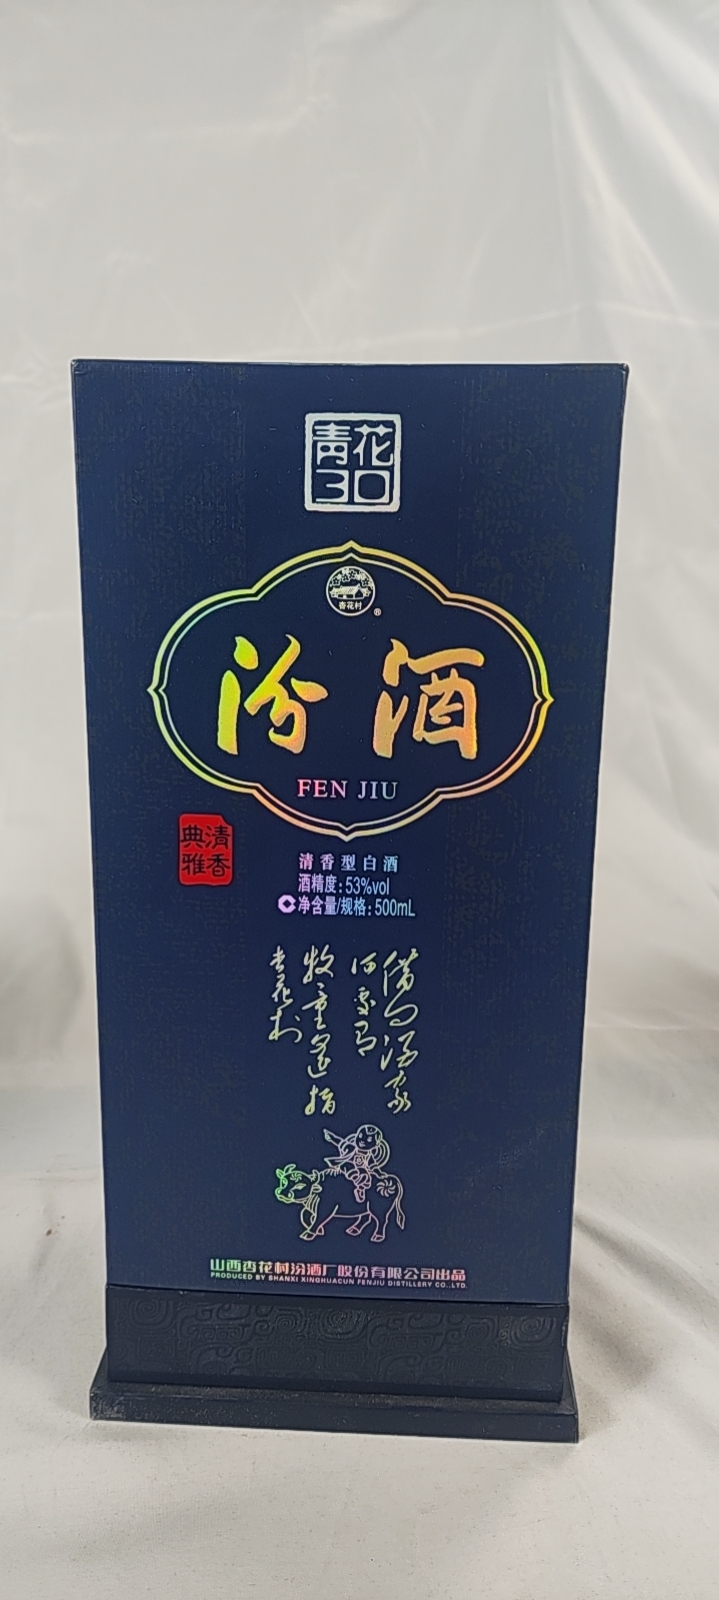 青花
30
杏花村
®
汾酒
FEN JIU
清香
典雅
清香型白酒
酒精度:53%vol
净含量/规格:500mL
借问酒家
何处有
牧童遥指
杏花村
山西杏花村汾酒厂股份有限公司出品
PRODUCED BY SHANXI XINGHUACUN FENJIU DISTILLERY CO.,LTD.